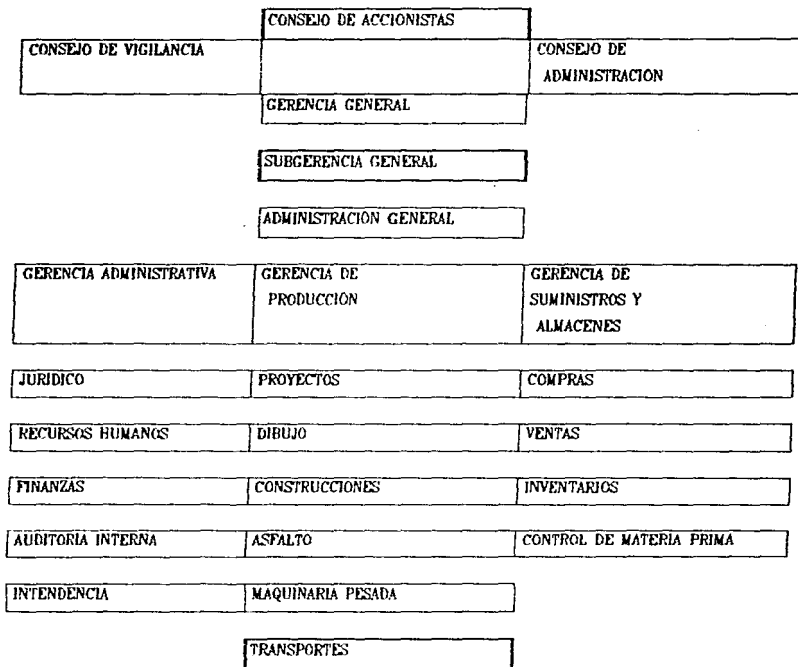 CONSEJO DE ACCIONISTAS
CONSEJO DE VIGILANCIA
CONSEJO DE
ADMINISTRACION
GERENCIA GENERAL
SUBGERENCIA GENERAL
ADMINISTRACION GENERAL
GERENCIA ADMINISTRATIVA
GERENCIA DE
PRODUCCION
GERENCIA DE
SUMINISTROS Y
ALMACENES
JURIDICO
PROYECTOS
COMPRAS
RECURSOS HUMANOS
DIBUJO
VENTAS
FINANZAS
CONSTRUCCIONES
INVENTARIOS
AUDITORIA INTERNA
ASFALTO
CONTROL DE MATERIA PRIMA
INTENDENCIA
MAQUINARIA PESADA
TRANSPORTES